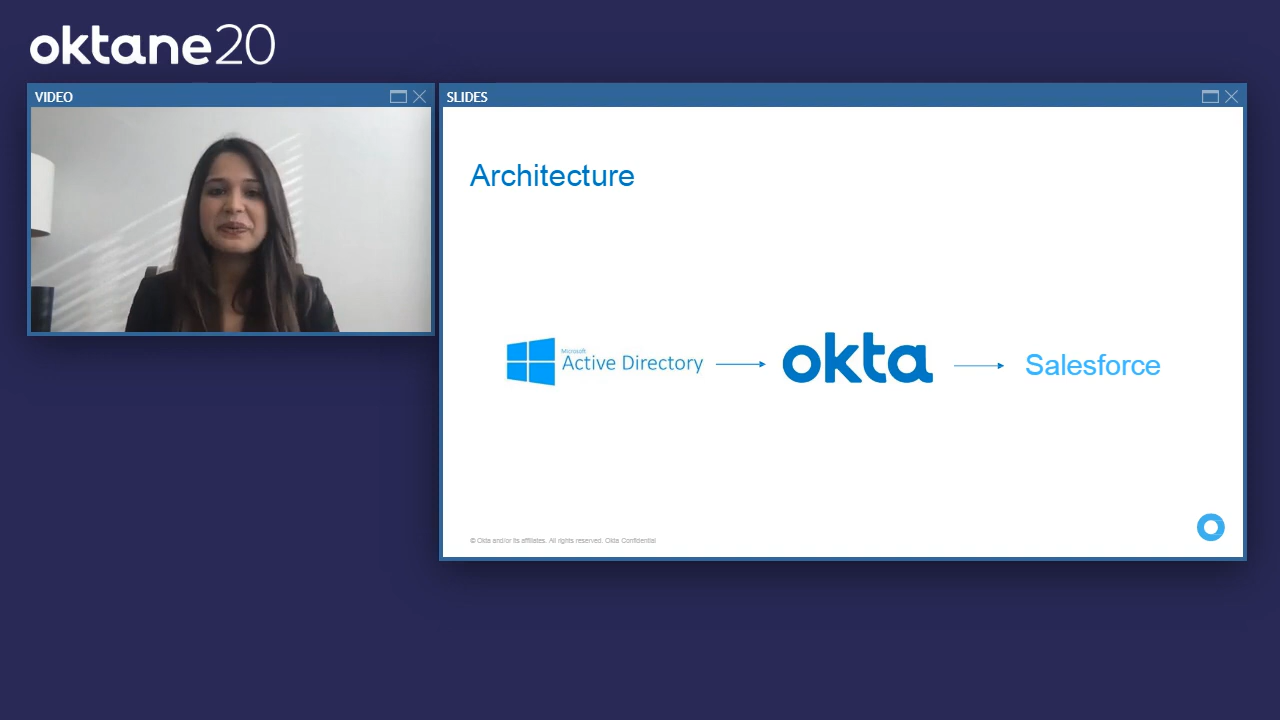 oktane20
VIDEO
SLIDES
Architecture
Microsoft
Active Directory
okta
Salesforce
© Okta and/or its affiliates. All rights reserved. Okta Confidential